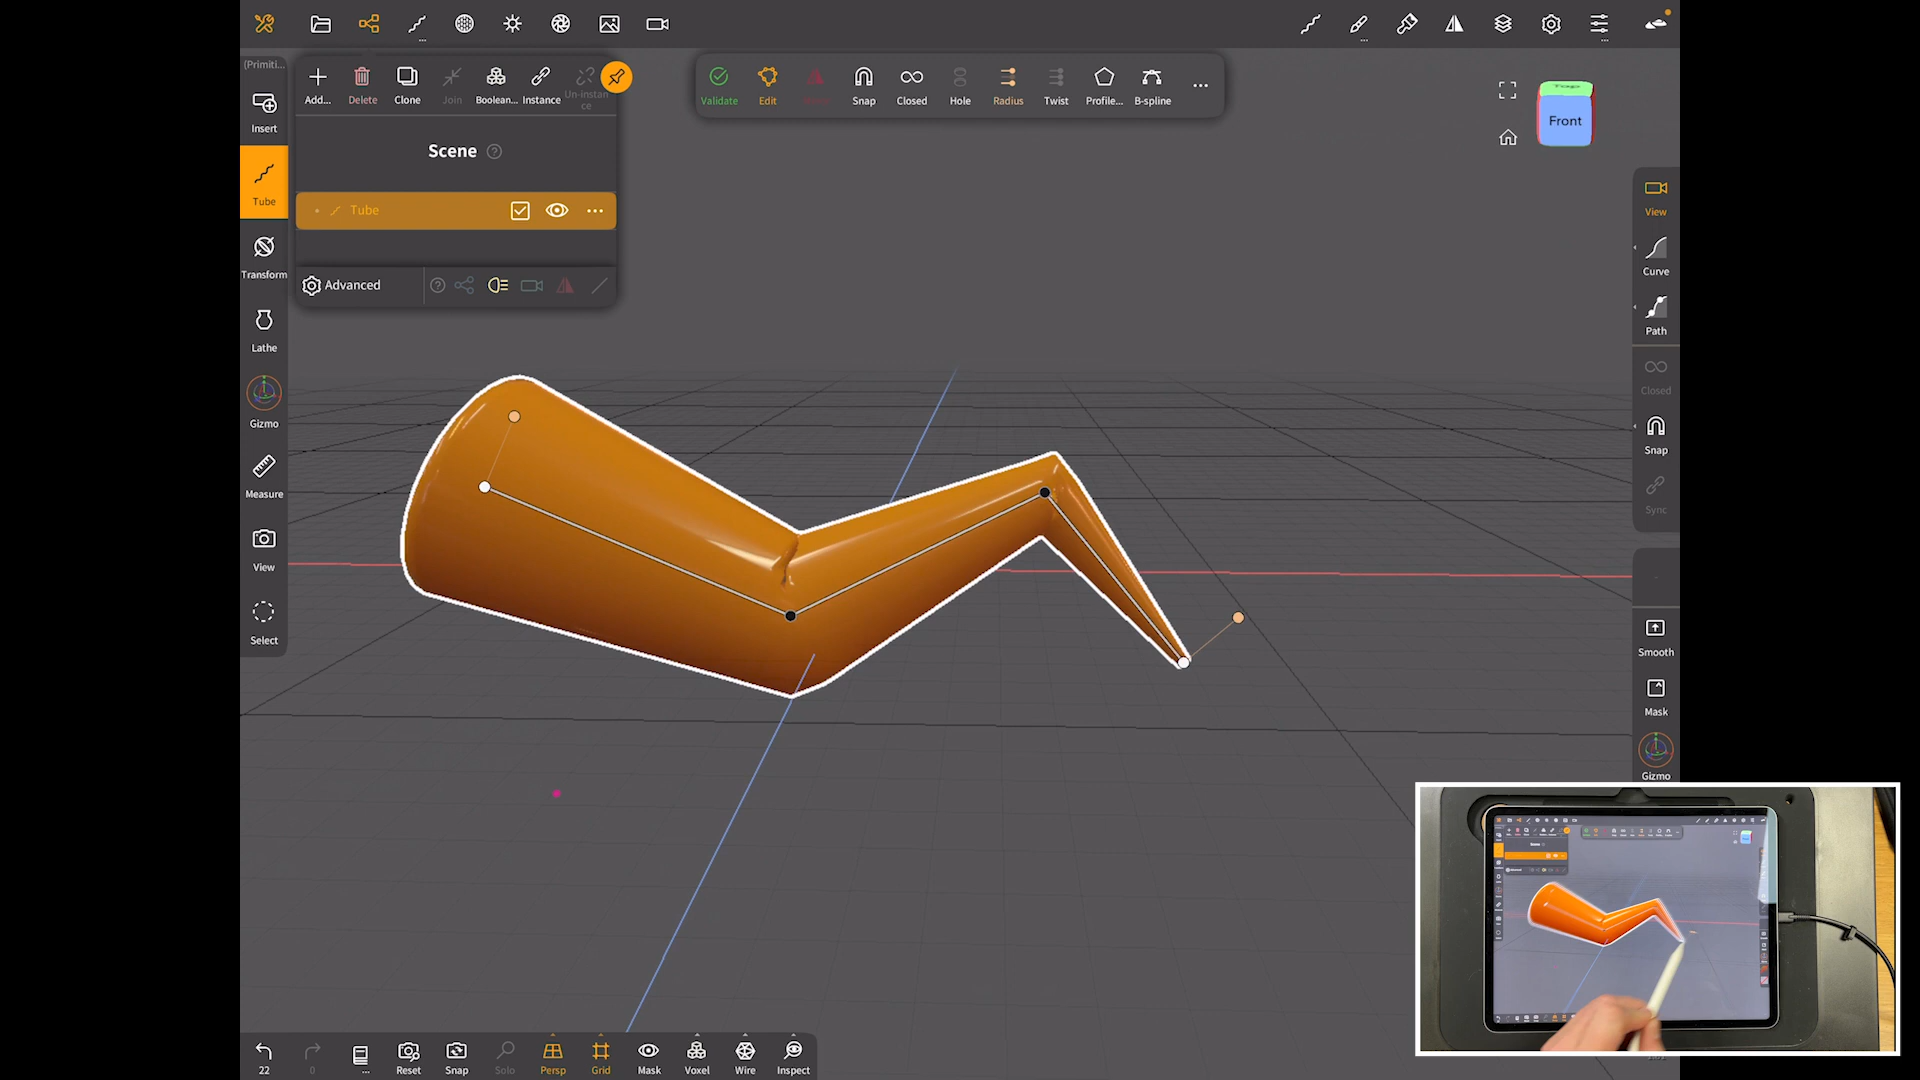 (Primiti...
Add...
Delete
Clone
Join
Boolean...
Instance
Un-instan
ce
Validate
Edit
Snap
Closed
Hole
Radius
Twist
Profile...
B-spline
...
Front
Scene ?
Tube
...
Advanced
?
Insert
Tube
Transform
Lathe
Gizmo
Measure
View
Select
View
Curve
Path
Closed
Snap
Sync
Smooth
Mask
Gizmo
22
0
...
Reset
Snap
Solo
Persp
Grid
Mask
Voxel
Wire
Inspect